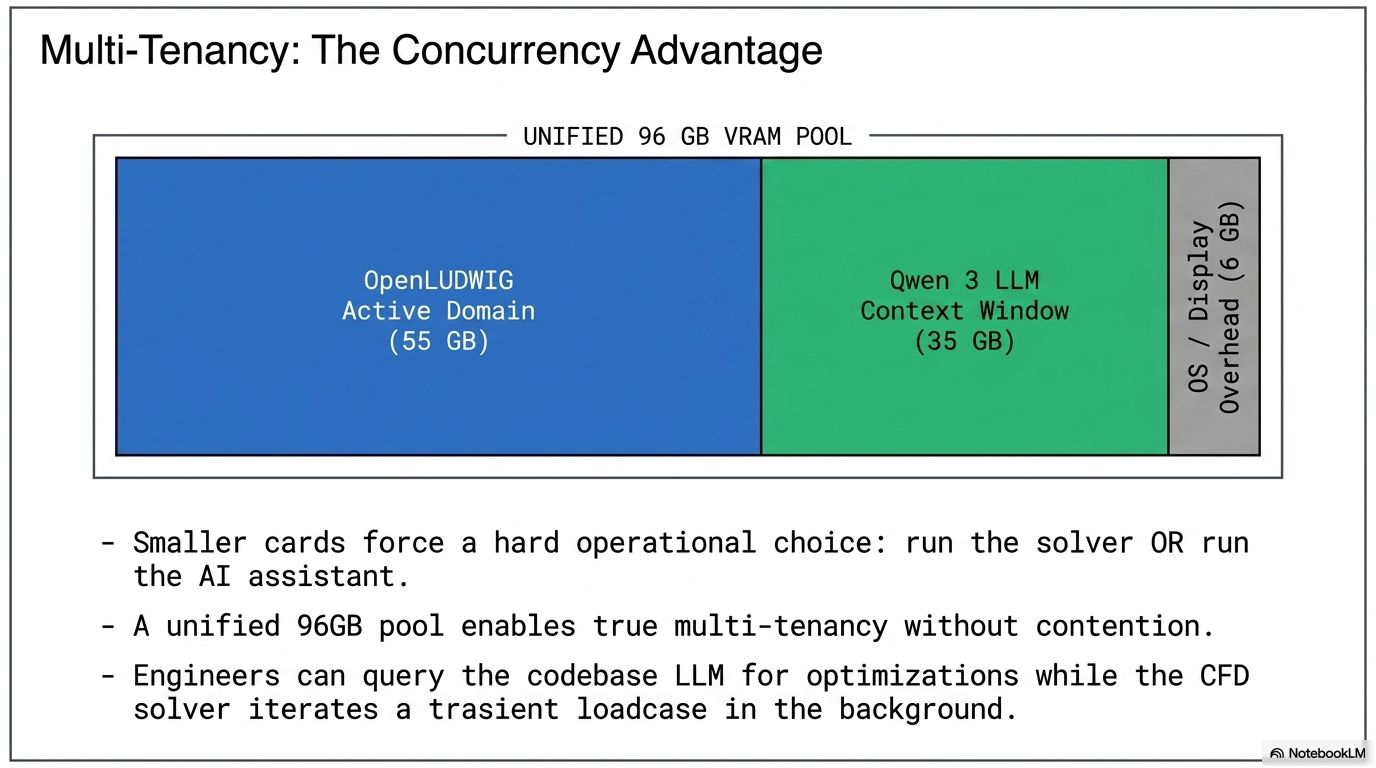 Multi-Tenancy: The Concurrency Advantage
UNIFIED 96 GB VRAM POOL
OpenLUDWIG
Active Domain
(55 GB)
Qwen 3 LLM
Context Window
(35 GB)
OS / Display
Overhead (6 GB)
- Smaller cards force a hard operational choice: run the solver OR run
the AI assistant.
- A unified 96GB pool enables true multi-tenancy without contention.
- Engineers can query the codebase LLM for optimizations while the CFD
solver iterates a trasient loadcase in the background.
NotebookLM